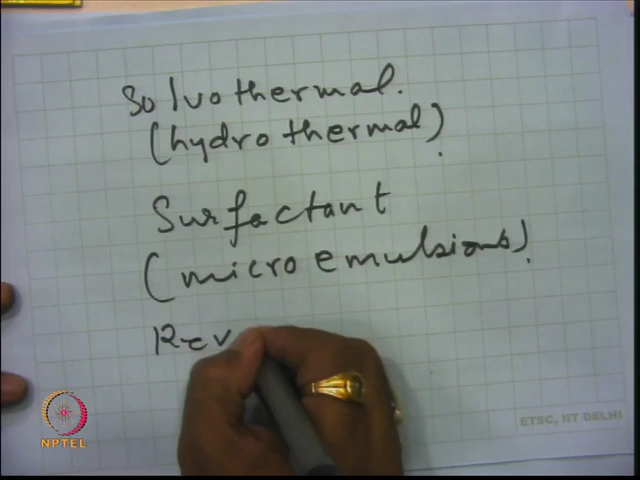 Solvothermal.
(hydrothermal).
Surfactant
(microemulsions).
Rev
NPTEL
ETSC, IIT DELHI